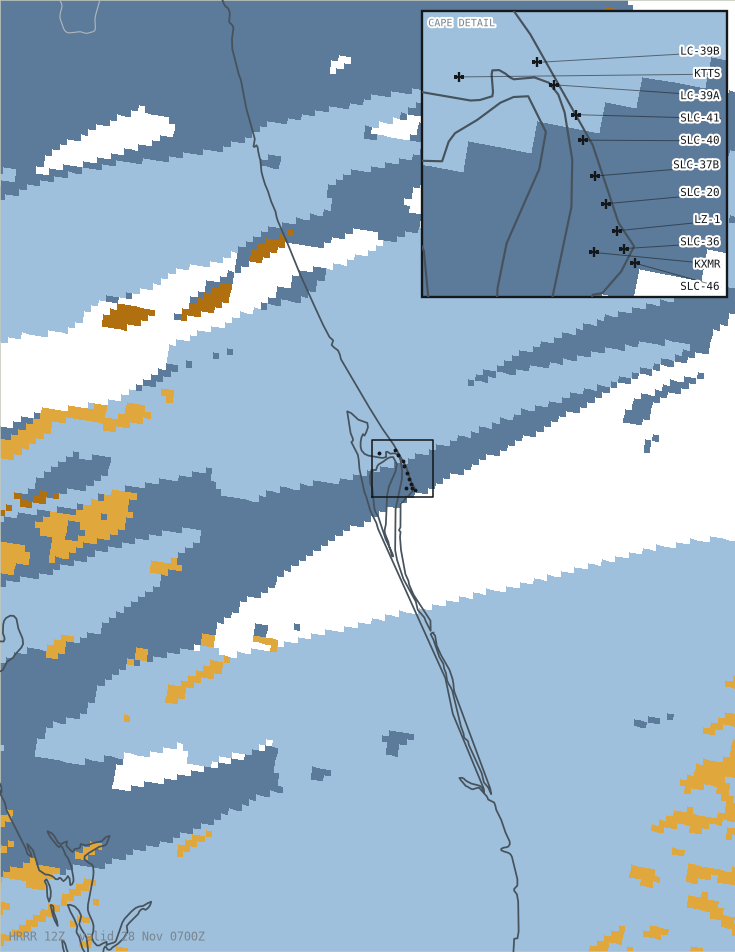 CAPE DETAIL
LC-39B
KTTS
LC-39A
SLC-41
SLC-40
SLC-37B
SLC-20
LZ-1
SLC-36
KXMR
SLC-46
HRRR 12Z valid 28 Nov 0700Z